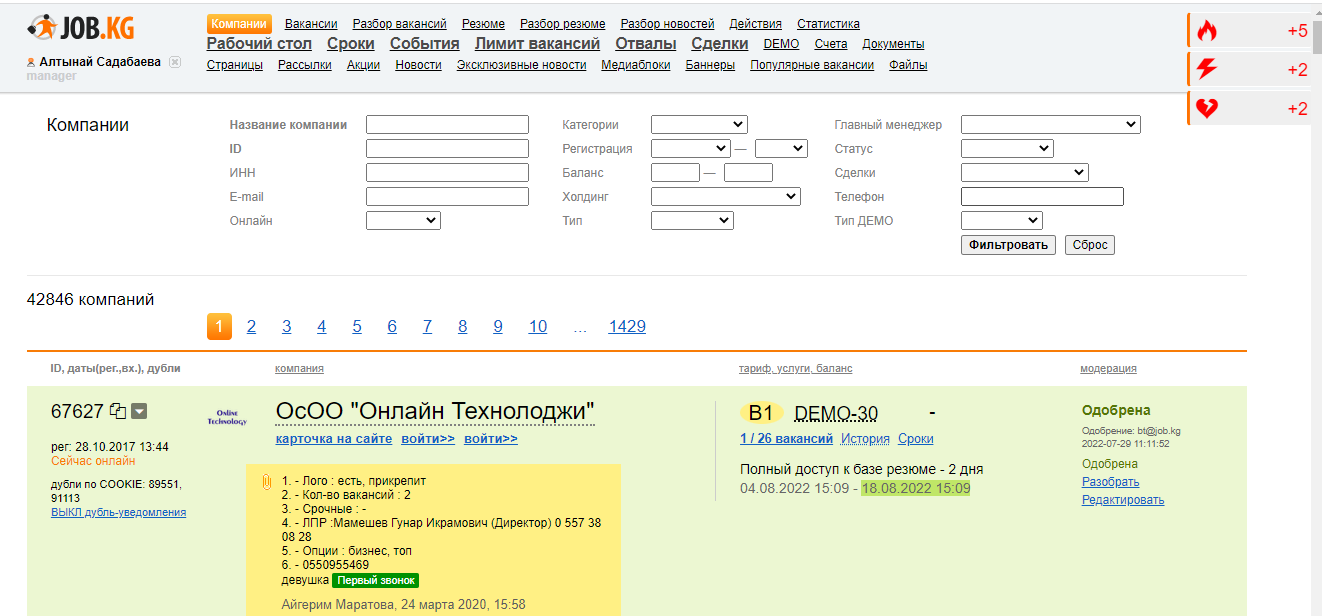 JOB.KG
Алтынай Садабаева
manager
Компании Вакансии Разбор вакансий Резюме Разбор резюме Разбор новостей Действия Статистика
Рабочий стол Сроки События Лимит вакансий Отвалы Сделки DEMO Счета Документы
Страницы Рассылки Акции Новости Эксклюзивные новости Медиаблоки Баннеры Популярные вакансии Файлы
+5
+2
+2
Компании
Название компании Категории Главный менеджер
ID Регистрация — Статус
ИНН Баланс — Сделки
E-mail Холдинг Телефон
Онлайн Тип Тип ДЕМО
Фильтровать Сброс
42846 компаний
1 2 3 4 5 6 7 8 9 10 ... 1429
ID, даты(рег.,вх.), дубли компания тариф, услуги, баланс модерация
67627
рег: 28.10.2017 13:44
Сейчас онлайн
дубли по COOKIE: 89551,
91113
ВЫКЛ дубль-уведомления
Online
Technology
ОсОО "Онлайн Технолоджи"
карточка на сайте войти>> войти>>
1. - Лого : есть, прикрепит
2. - Кол-во вакансий : 2
3. - Срочные : -
4. - ЛПР :Мамешев Гунар Икрамович (Директор) 0 557 38
08 28
5. - Опции : бизнес, топ
6. - 0550955469
девушка Первый звонок
Айгерим Маратова, 24 марта 2020, 15:58
B1 DEMO-30 -
1 / 26 вакансий История Сроки
Полный доступ к базе резюме - 2 дня
04.08.2022 15:09 - 18.08.2022 15:09
Одобрена
Одобрение: bt@job.kg
2022-07-29 11:11:52
Одобрена
Разобрать
Редактировать